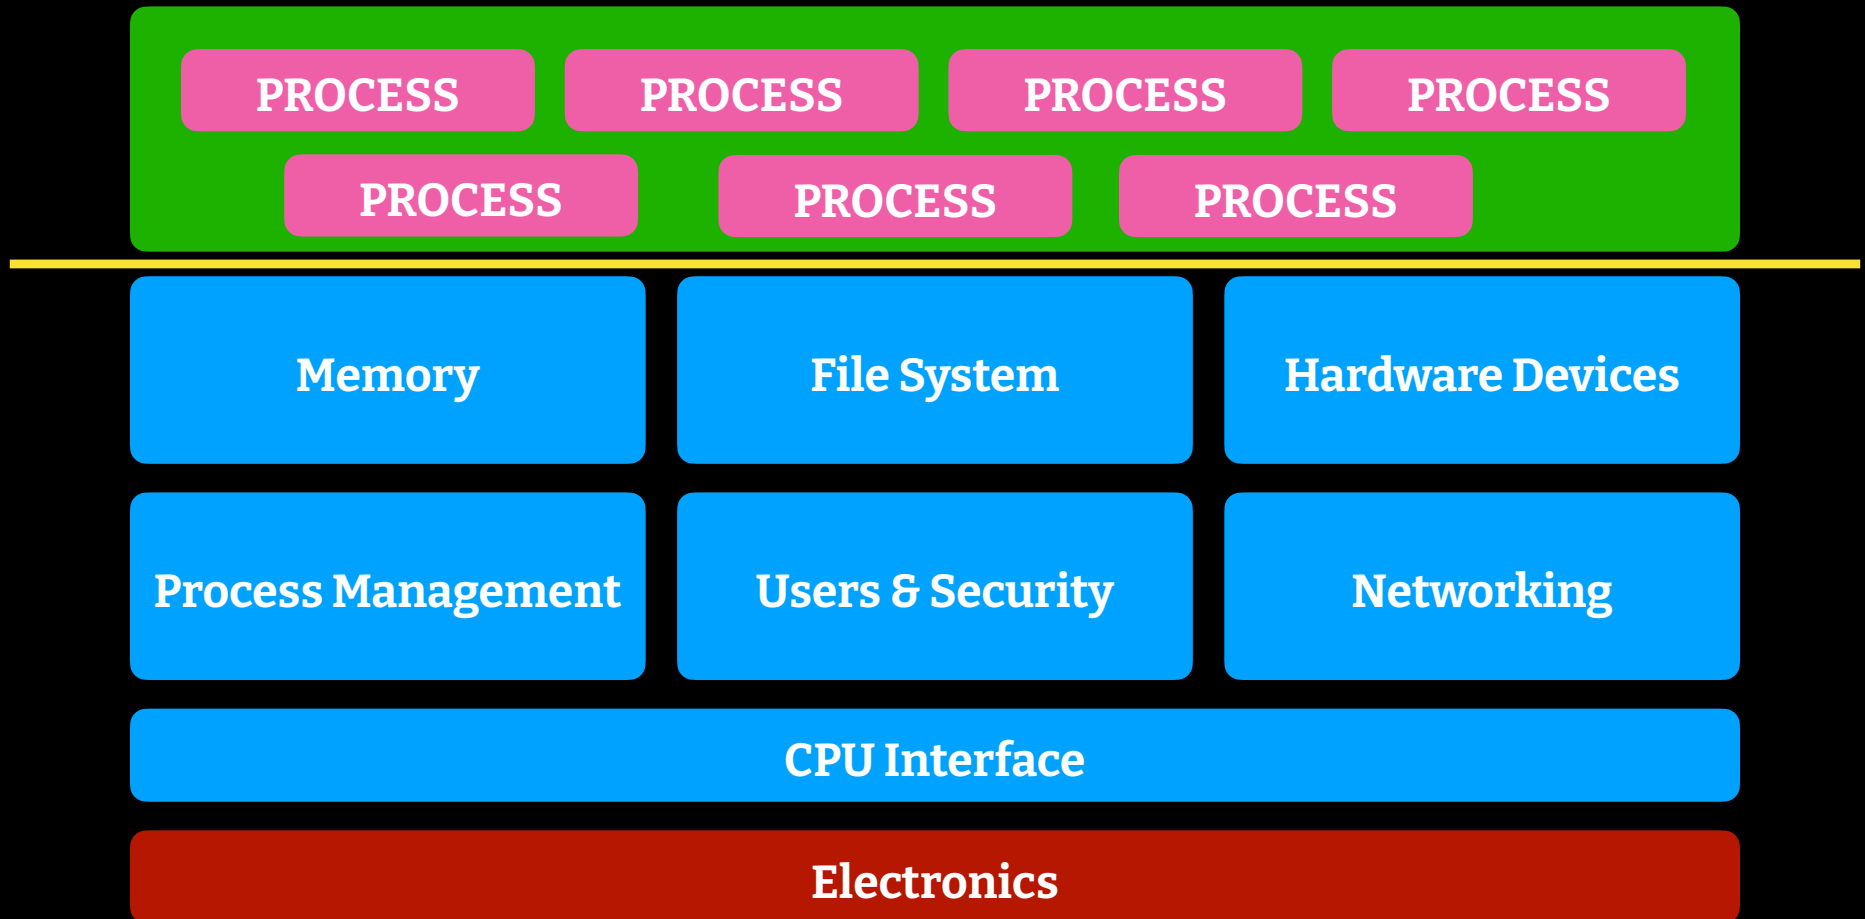 PROCESS PROCESS PROCESS PROCESS
PROCESS PROCESS PROCESS
Memory File System Hardware Devices
Process Management Users & Security Networking
CPU Interface
Electronics